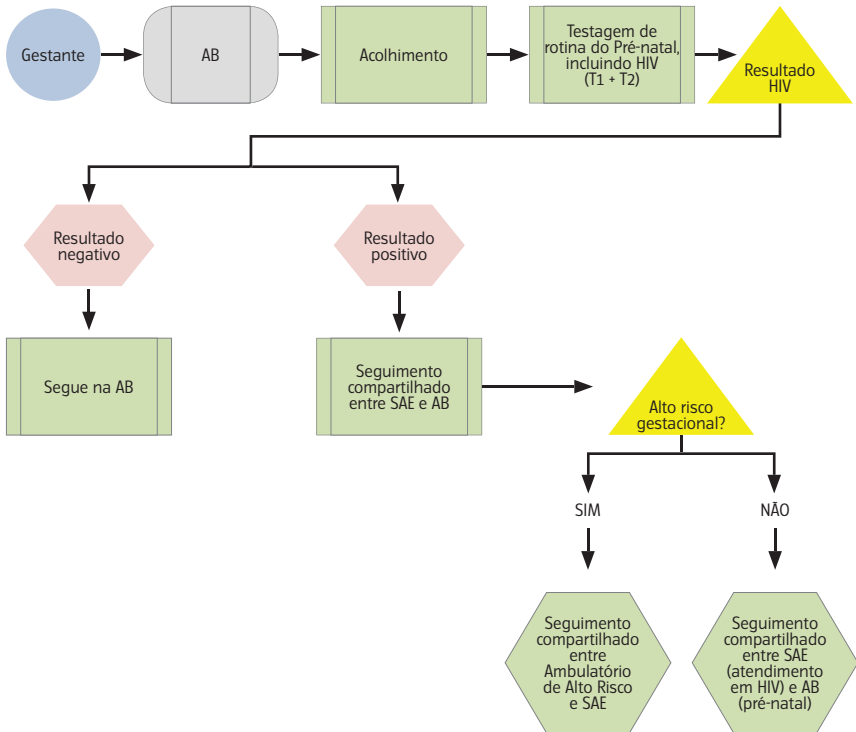 Gestante
AB
Acolhimento
Testagem de
rotina do Pré-natal,
incluindo HIV
(T1 + T2)
Resultado
HIV
Resultado
negativo
Resultado
positivo
Segue na AB
Seguimento
compartilhado
entre SAE e AB
Alto risco
gestacional?
SIM
NÃO
Seguimento
compartilhado
entre
Ambulatório
de Alto Risco
e SAE
Seguimento
compartilhado
entre SAE
(atendimento
em HIV) e AB
(pré-natal)